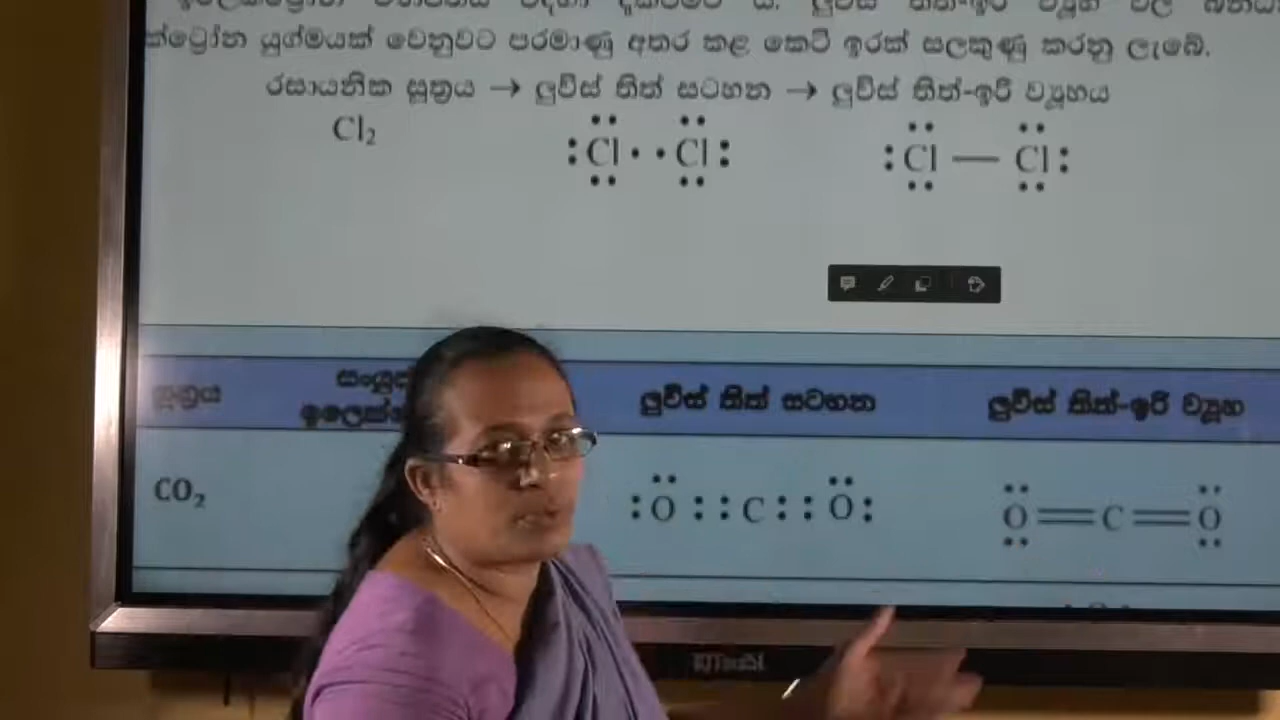 ක්ට්‍රෝන යුග්මයක් වෙනුවට පරමාණු අතර කළ කෙටි ඉරක් සලකුණු කරනු ලැබේ.
රසායනික සූත්‍රය → ලුවිස් තිත් සටහන → ලුවිස් තිත්-ඉරි ව්‍යූහය
Cl₂ :Cl··Cl: :Cl — Cl:
සූත්‍රය ලුවිස් තිත් සටහන ලුවිස් තිත්-ඉරි ව්‍යූහ
CO₂ :O::C::O: O=C=O